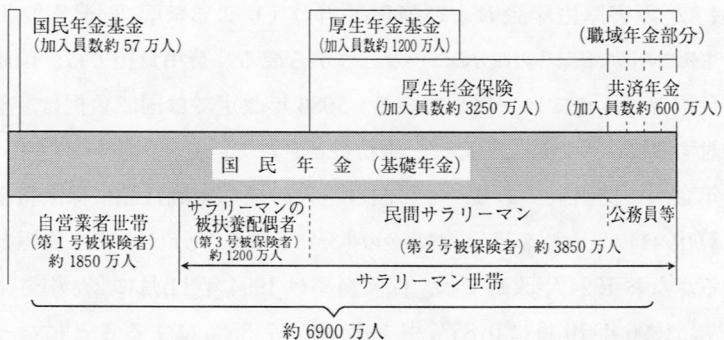 国民年金基金
(加入員数約 57 万人)
厚生年金基金
(加入員数約 1200 万人)
(職域年金部分)
厚生年金保険
(加入員数約 3250 万人)
共済年金
(加入員数約 600 万人)
国 民 年 金 (基礎年金)
自営業者世帯
(第1号被保険者)
約 1850 万人
サラリーマンの
被扶養配偶者
(第3号被保険者)
約 1200 万人
民間サラリーマン
(第2号被保険者) 約 3850 万人
公務員等
サラリーマン世帯
約 6900 万人